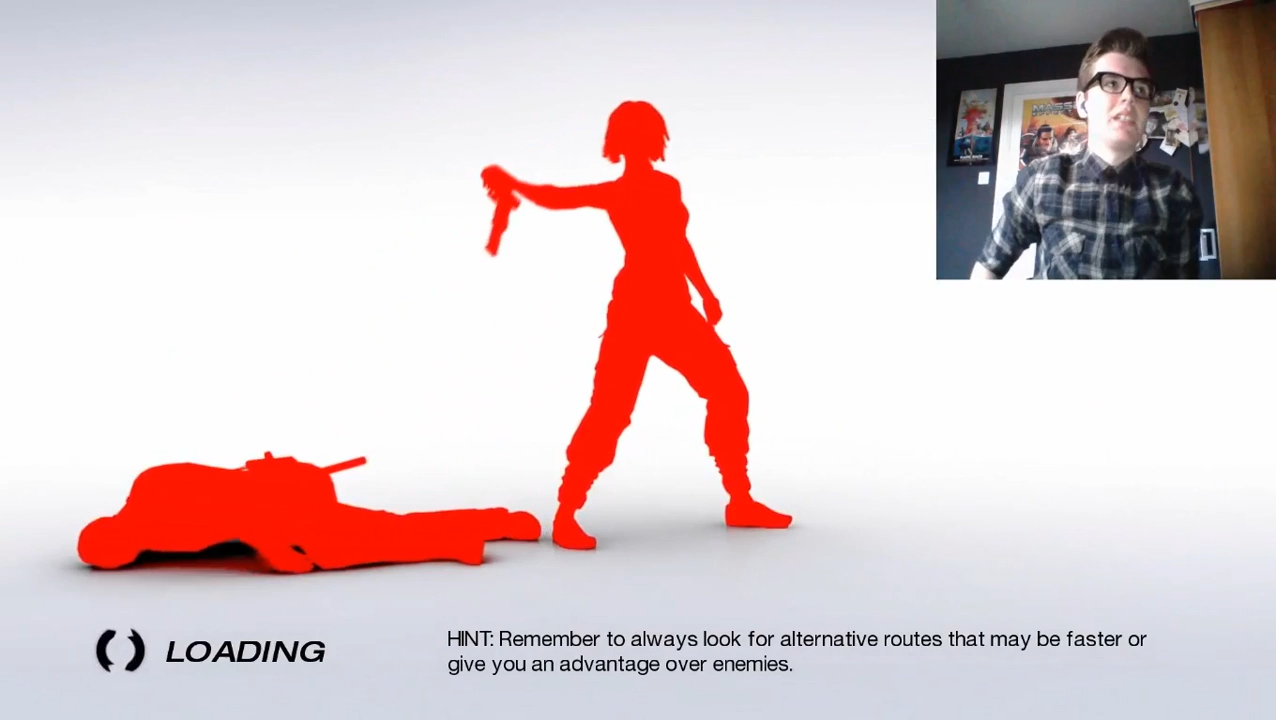 MASS
LOADING
HINT: Remember to always look for alternative routes that may be faster or
give you an advantage over enemies.